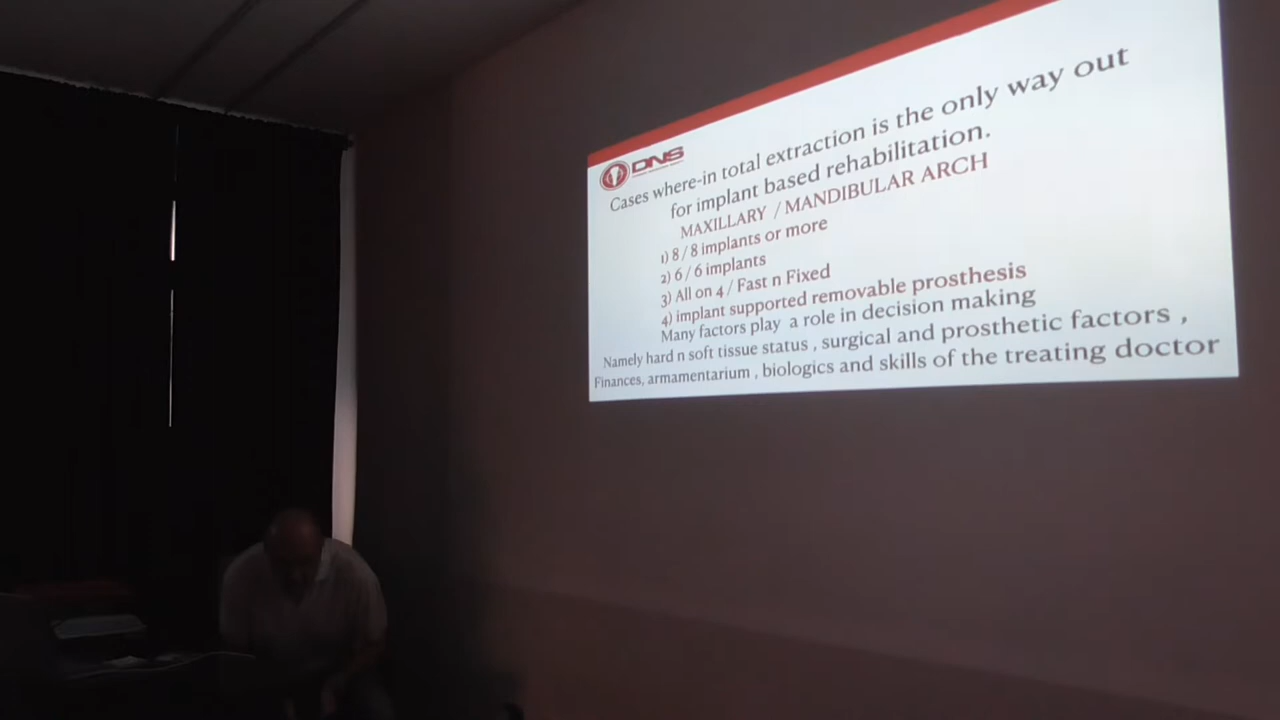 DNS
Cases where-in total extraction is the only way out
for implant based rehabilitation.
MAXILLARY / MANDIBULAR ARCH
1) 8 / 8 implants or more
2) 6 / 6 implants
3) All on 4 / Fast n Fixed
4) implant supported removable prosthesis
Many factors play a role in decision making
Namely hard n soft tissue status , surgical and prosthetic factors ,
Finances, armamentarium , biologics and skills of the treating doctor